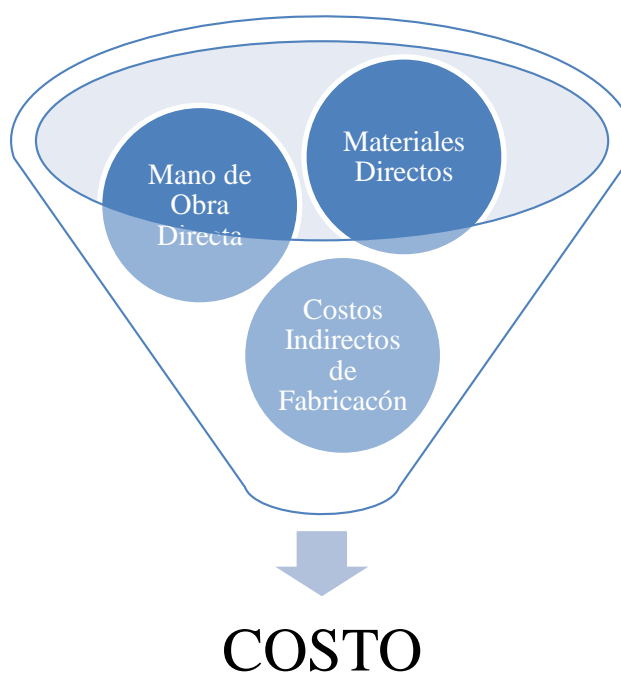 Materiales
Directos
Mano de
Obra
Directa
Costos
Indirectos
de
Fabricacón
COSTO